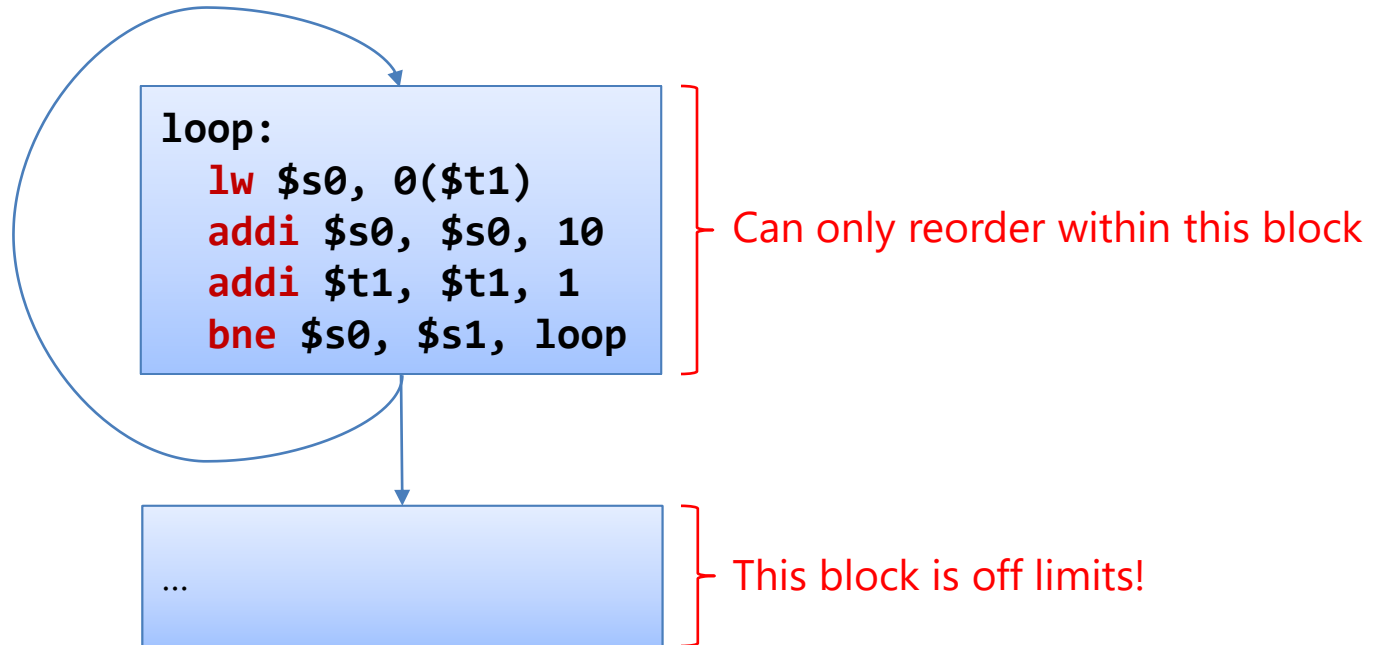 loop:
lw $s0, 0($t1)
addi $s0, $s0, 10
addi $t1, $t1, 1
bne $s0, $s1, loop
Can only reorder within this block
…
This block is off limits!